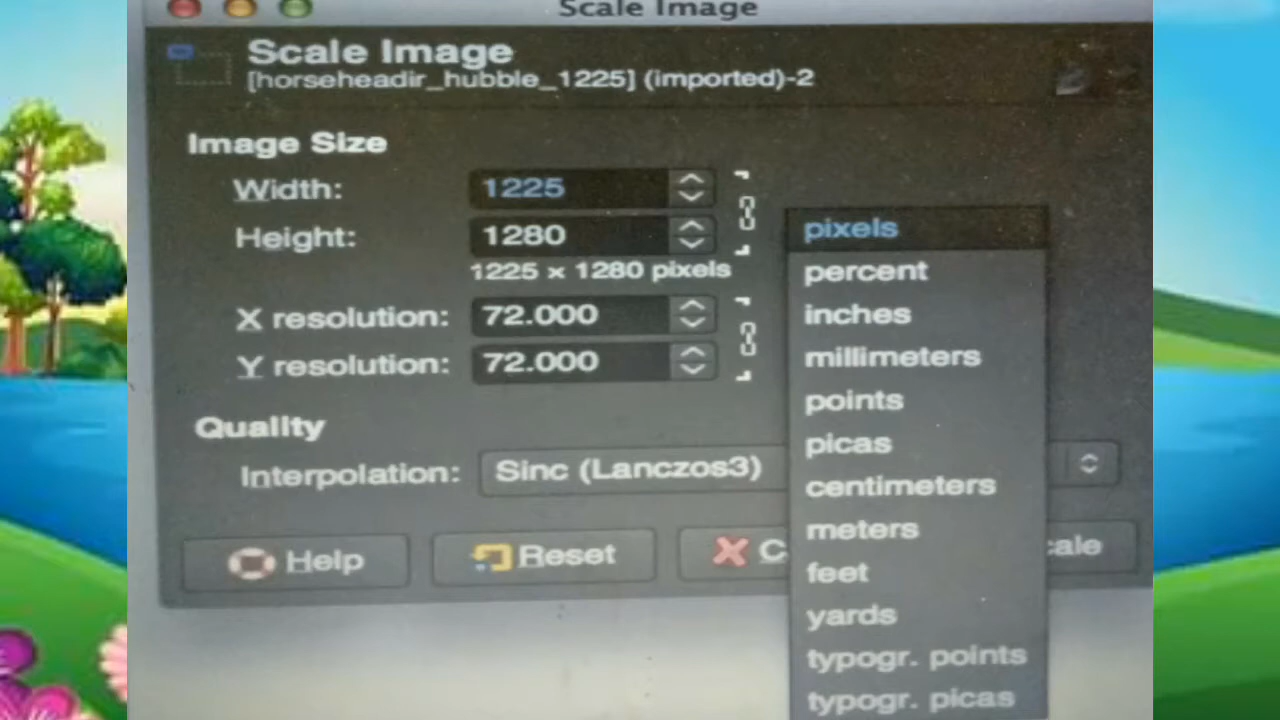 Scale Image
Scale Image
[horseheadir_hubble_1225] (imported)-2
Image Size
Width: 1225
Height: 1280
1225 x 1280 pixels
X resolution: 72.000
Y resolution: 72.000
Quality
Interpolation: Sinc (Lanczos3)
Help Reset C cale
pixels
percent
inches
millimeters
points
picas
centimeters
meters
feet
yards
typogr. points
typogr. picas